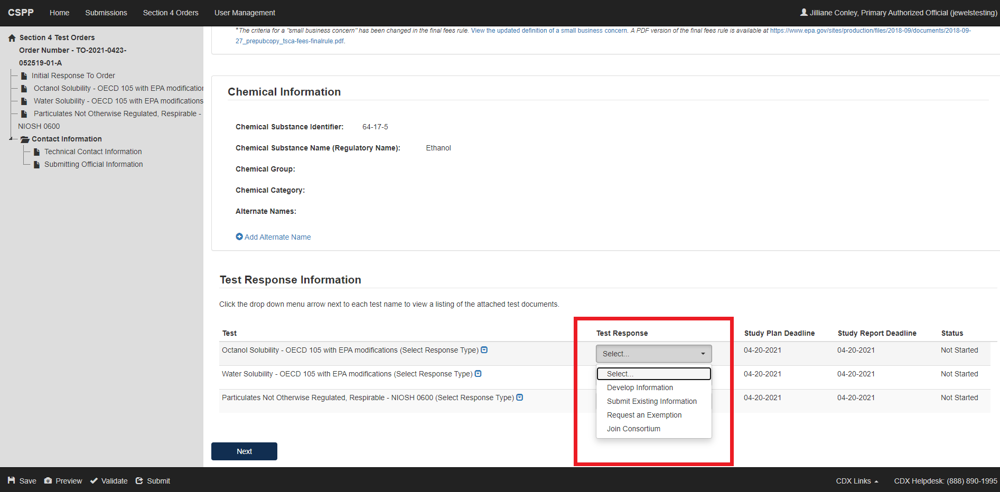 CSPP Home Submissions Section 4 Orders User Management Jilliane Conley, Primary Authorized Official (jewelstesting)
Section 4 Test Orders
Order Number - TO-2021-0423-
052519-01-A
Initial Response To Order
Octanol Solubility - OECD 105 with EPA modification
Water Solubility - OECD 105 with EPA modifications
Particulates Not Otherwise Regulated, Respirable -
NIOSH 0600
Contact Information
Technical Contact Information
Submitting Official Information
*The criteria for a "small business concern" has been changed in the final fees rule. View the updated definition of a small business concern. A PDF version of the final fees rule is available at https://www.epa.gov/sites/production/files/2018-09/documents/2018-09-
27_prepubcopy_tsca-fees-finalrule.pdf.
Chemical Information
Chemical Substance Identifier: 64-17-5
Chemical Substance Name (Regulatory Name): Ethanol
Chemical Group:
Chemical Category:
Alternate Names:
Add Alternate Name
Test Response Information
Click the drop down menu arrow next to each test name to view a listing of the attached test documents.
Test Test Response Study Plan Deadline Study Report Deadline Status
Octanol Solubility - OECD 105 with EPA modifications (Select Response Type) Select... 04-20-2021 04-20-2021 Not Started
Water Solubility - OECD 105 with EPA modifications (Select Response Type) Select... 04-20-2021 04-20-2021 Not Started
Develop Information
Particulates Not Otherwise Regulated, Respirable - NIOSH 0600 (Select Response Type) Submit Existing Information 04-20-2021 04-20-2021 Not Started
Request an Exemption
Join Consortium
Next
Save Preview Validate Submit CDX Links CDX Helpdesk: (888) 890-1995